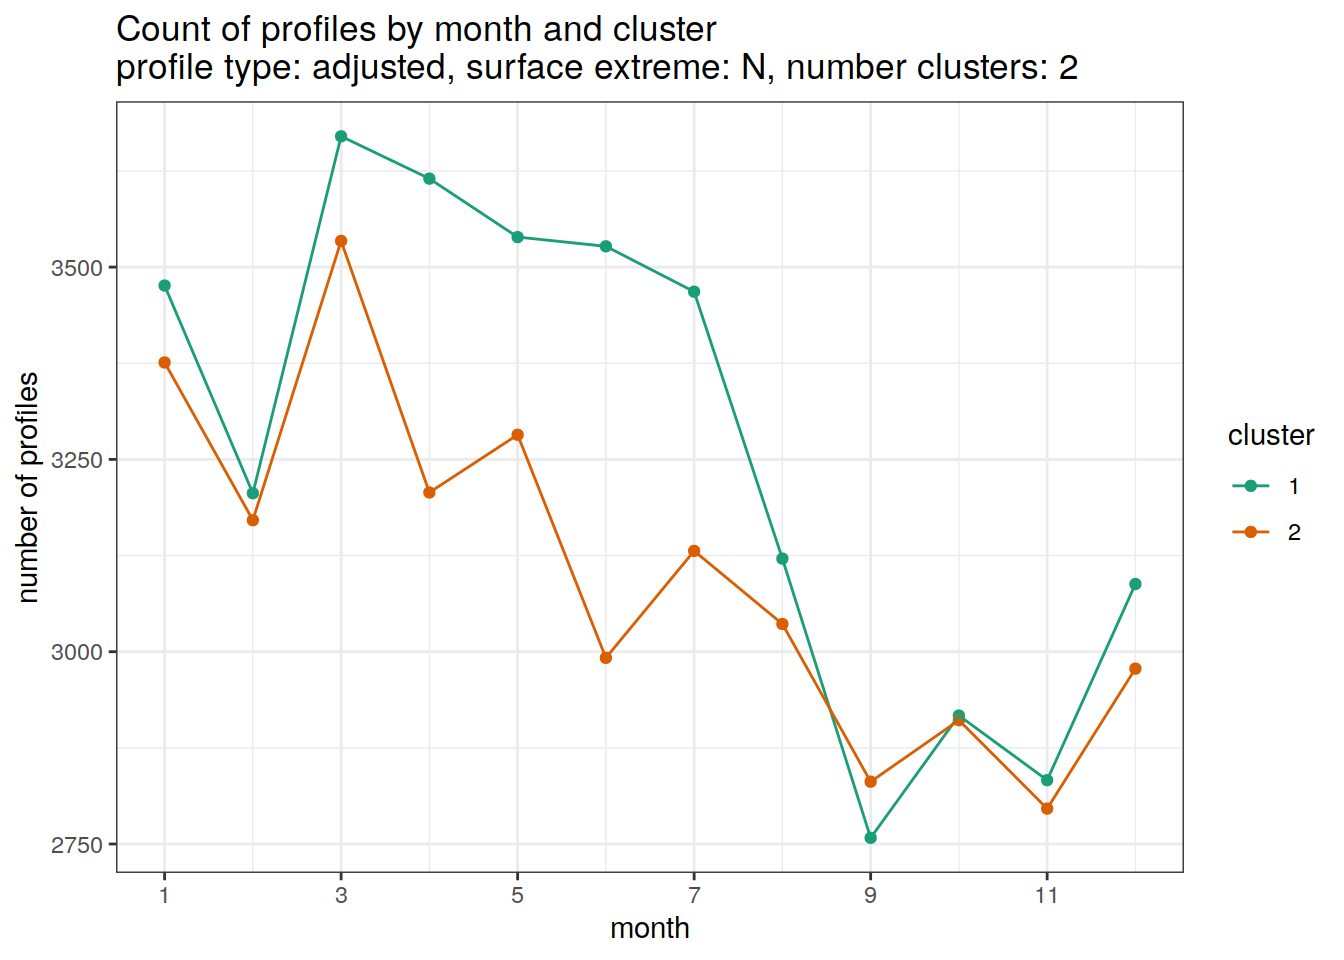 Count of profiles by month and cluster
profile type: adjusted, surface extreme: N, number clusters: 2
number of profiles
3500
3250
3000
2750
1
3
5
7
9
11
month
cluster
1
2